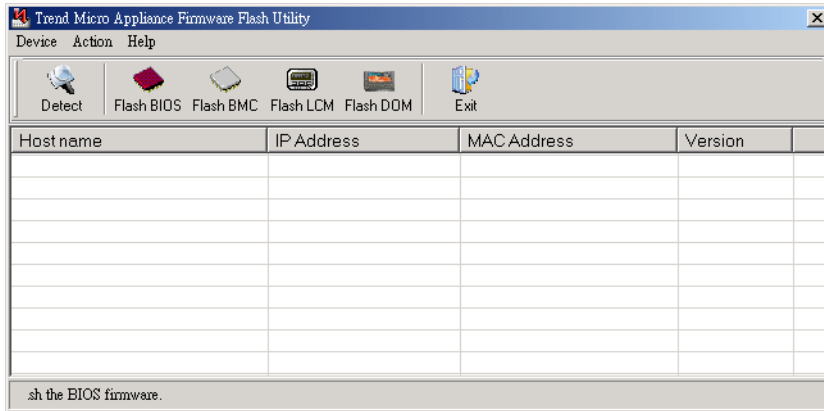 Trend Micro Appliance Firmware Flash Utility
Device Action Help
Detect Flash BIOS Flash BMC Flash LCM Flash DOM Exit
Host name IP Address MAC Address Version
sh the BIOS firmware.